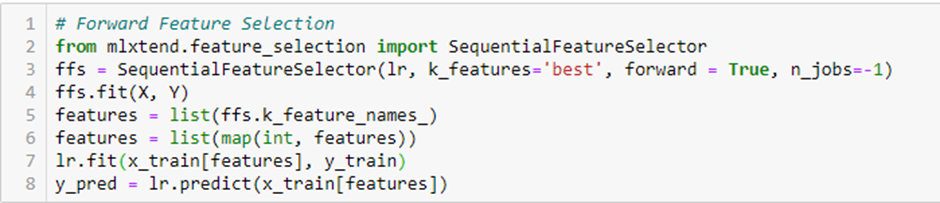 1 # Forward Feature Selection
2 from mlxtend.feature_selection import SequentialFeatureSelector
3 ffs = SequentialFeatureSelector(lr, k_features='best', forward = True, n_jobs=-1)
4 ffs.fit(X, Y)
5 features = list(ffs.k_feature_names_)
6 features = list(map(int, features))
7 lr.fit(x_train[features], y_train)
8 y_pred = lr.predict(x_train[features])